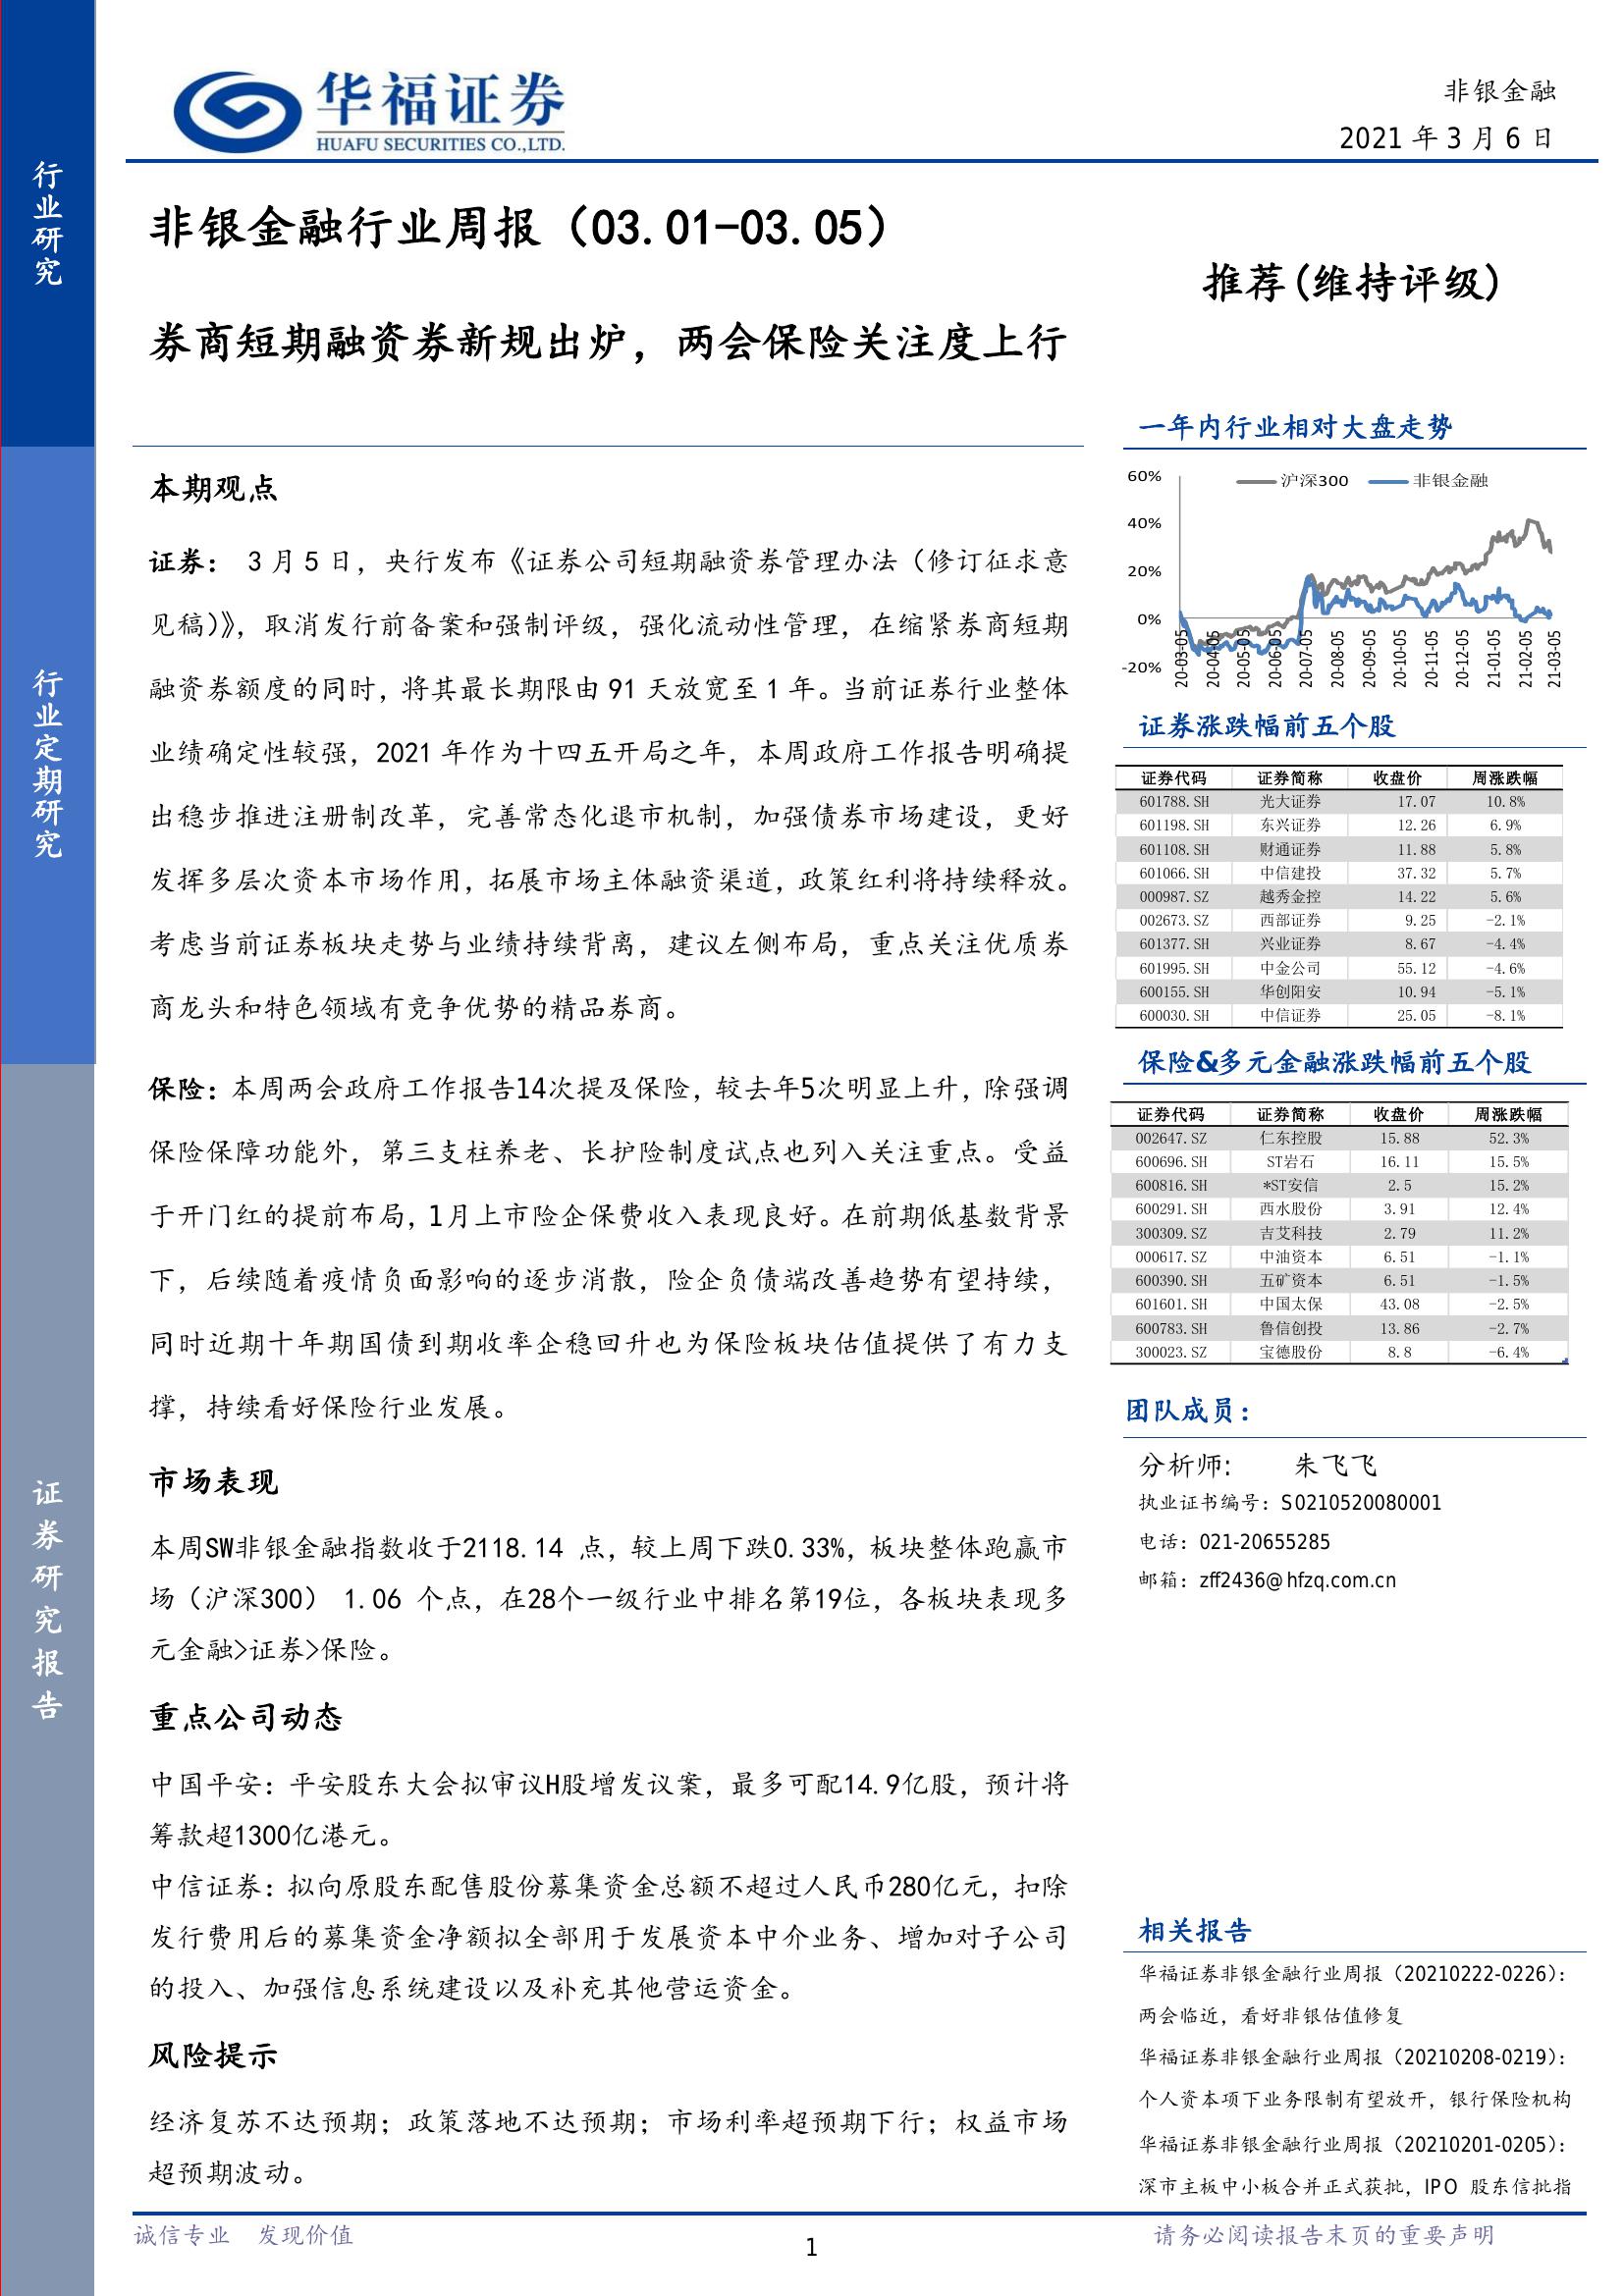 行业研究
行业定期研究
证券研究报告
华福证券
HUAFU SECURITIES CO.,LTD.
非银金融
2021 年 3 月 6 日
非银金融行业周报（03.01-03.05）
券商短期融资券新规出炉，两会保险关注度上行
推荐(维持评级)
本期观点
证券： 3 月 5 日，央行发布《证券公司短期融资券管理办法（修订征求意
见稿)》，取消发行前备案和强制评级，强化流动性管理，在缩紧券商短期
融资券额度的同时，将其最长期限由 91 天放宽至 1 年。当前证券行业整体
业绩确定性较强，2021 年作为十四五开局之年，本周政府工作报告明确提
出稳步推进注册制改革，完善常态化退市机制，加强债券市场建设，更好
发挥多层次资本市场作用，拓展市场主体融资渠道，政策红利将持续释放。
考虑当前证券板块走势与业绩持续背离，建议左侧布局，重点关注优质券
商龙头和特色领域有竞争优势的精品券商。
保险：本周两会政府工作报告14次提及保险，较去年5次明显上升，除强调
保险保障功能外，第三支柱养老、长护险制度试点也列入关注重点。受益
于开门红的提前布局，1月上市险企保费收入表现良好。在前期低基数背景
下，后续随着疫情负面影响的逐步消散，险企负债端改善趋势有望持续，
同时近期十年期国债到期收率企稳回升也为保险板块估值提供了有力支
撑，持续看好保险行业发展。
市场表现
本周SW非银金融指数收于2118.14 点，较上周下跌0.33%，板块整体跑赢市
场（沪深300） 1.06 个点，在28个一级行业中排名第19位，各板块表现多
元金融>证券>保险。
重点公司动态
中国平安：平安股东大会拟审议H股增发议案，最多可配14.9亿股，预计将
筹款超1300亿港元。
中信证券：拟向原股东配售股份募集资金总额不超过人民币280亿元，扣除
发行费用后的募集资金净额拟全部用于发展资本中介业务、增加对子公司
的投入、加强信息系统建设以及补充其他营运资金。
风险提示
经济复苏不达预期；政策落地不达预期；市场利率超预期下行；权益市场
超预期波动。
一年内行业相对大盘走势
沪深300 非银金融
60%
40%
20%
0%
-20%
20-03-05 20-04-05 20-05-05 20-06-05 20-07-05 20-08-05 20-09-05 20-10-05 20-11-05 20-12-05 21-01-05 21-02-05 21-03-05
证券涨跌幅前五个股
证券代码 证券简称 收盘价 周涨跌幅
601788.SH 光大证券 17.07 10.8%
601198.SH 东兴证券 12.26 6.9%
601108.SH 财通证券 11.88 5.8%
601066.SH 中信建投 37.32 5.7%
000987.SZ 越秀金控 14.22 5.6%
002673.SZ 西部证券 9.25 -2.1%
601377.SH 兴业证券 8.67 -4.4%
601995.SH 中金公司 55.12 -4.6%
600155.SH 华创阳安 10.94 -5.1%
600030.SH 中信证券 25.05 -8.1%
保险&多元金融涨跌幅前五个股
证券代码 证券简称 收盘价 周涨跌幅
002647.SZ 仁东控股 15.88 52.3%
600696.SH ST岩石 16.11 15.5%
600816.SH *ST安信 2.5 15.2%
600291.SH 西水股份 3.91 12.4%
300309.SZ 吉艾科技 2.79 11.2%
000617.SZ 中油资本 6.51 -1.1%
600390.SH 五矿资本 6.51 -1.5%
601601.SH 中国太保 43.08 -2.5%
600783.SH 鲁信创投 13.86 -2.7%
300023.SZ 宝德股份 8.8 -6.4%
团队成员：
分析师: 朱飞飞
执业证书编号：S0210520080001
电话：021-20655285
邮箱：zff2436@hfzq.com.cn
相关报告
华福证券非银金融行业周报（20210222-0226）：
两会临近，看好非银估值修复
华福证券非银金融行业周报（20210208-0219）：
个人资本项下业务限制有望放开，银行保险机构
华福证券非银金融行业周报（20210201-0205）：
深市主板中小板合并正式获批，IPO 股东信批指
诚信专业 发现价值
1
请务必阅读报告末页的重要声明